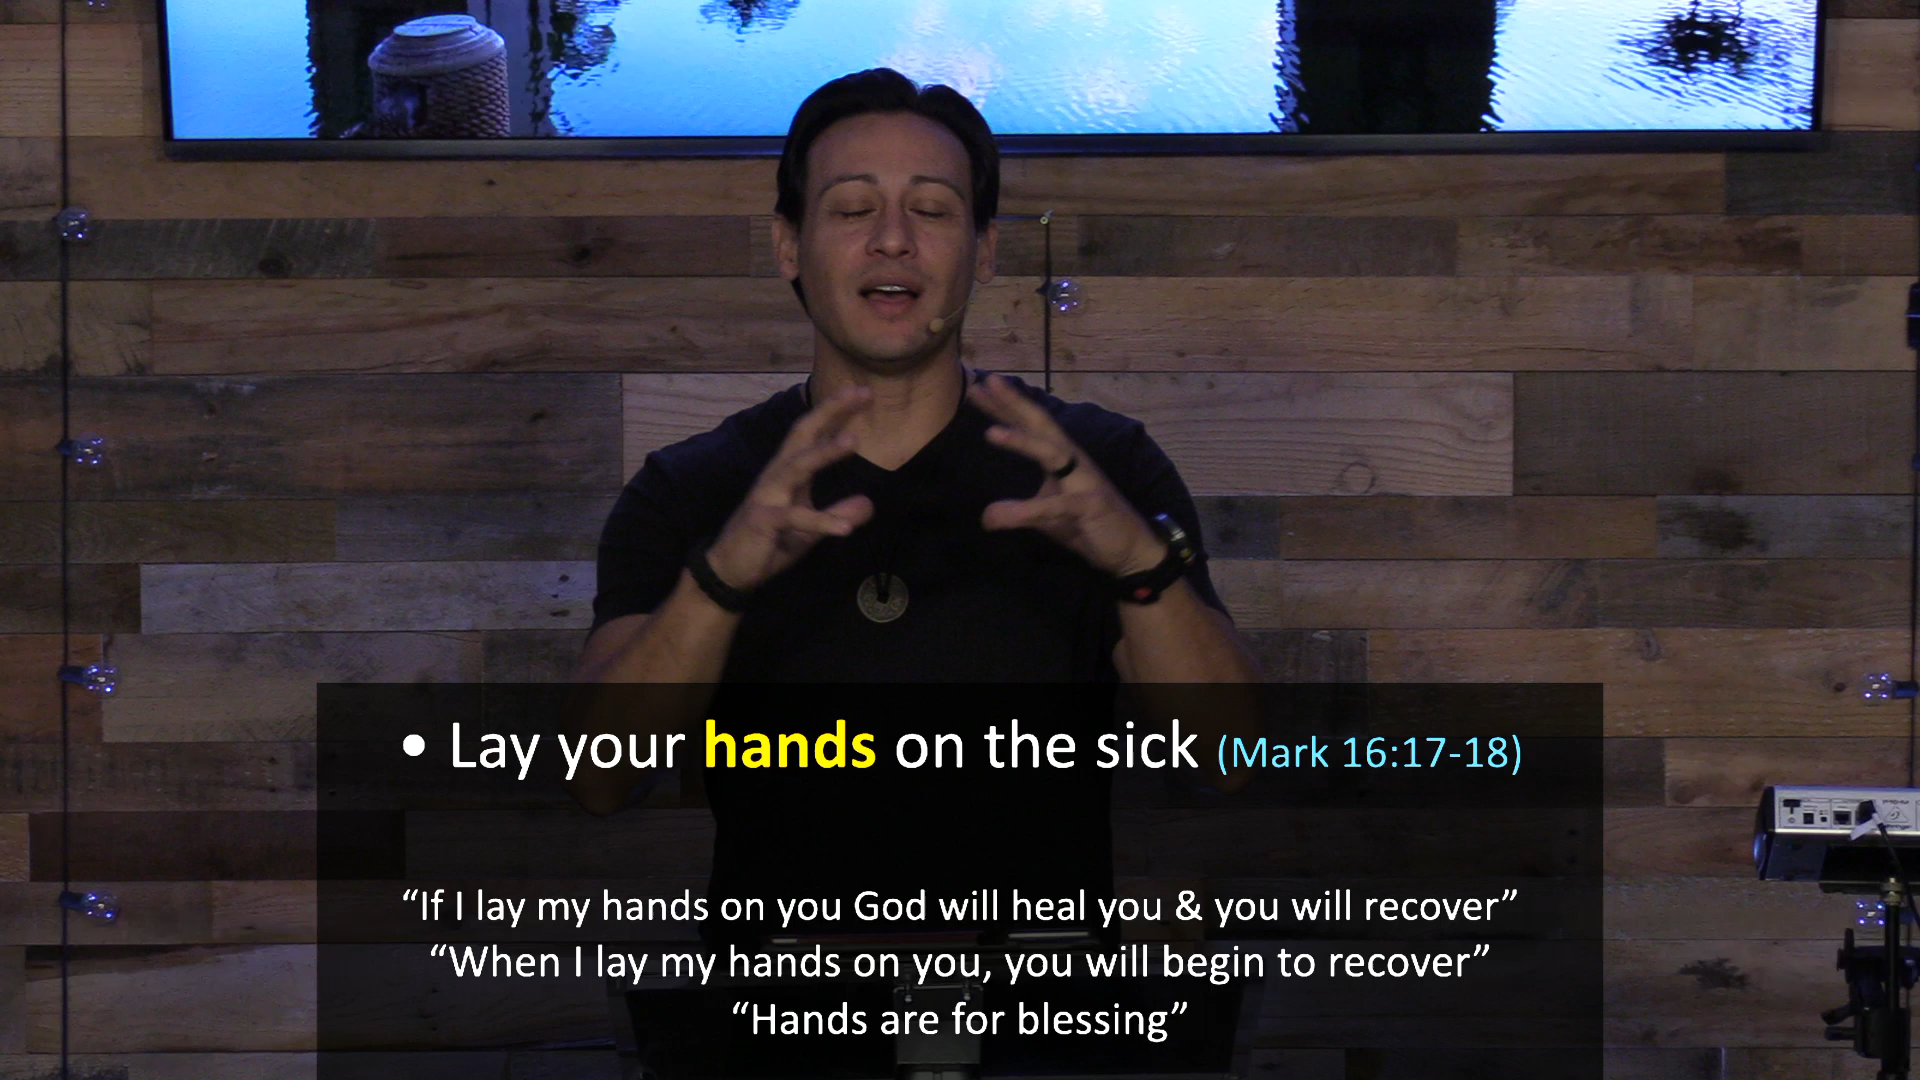 • Lay your hands on the sick (Mark 16:17-18)
“If I lay my hands on you God will heal you & you will recover”
“When I lay my hands on you, you will begin to recover”
“Hands are for blessing”